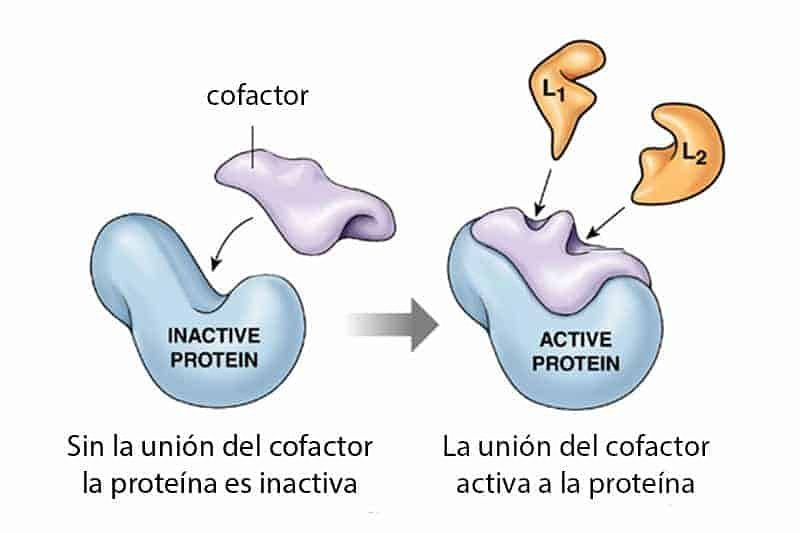 cofactor
L1
L2
INACTIVE
PROTEIN
ACTIVE
PROTEIN
Sin la unión del cofactor
la proteína es inactiva
La unión del cofactor
activa a la proteína